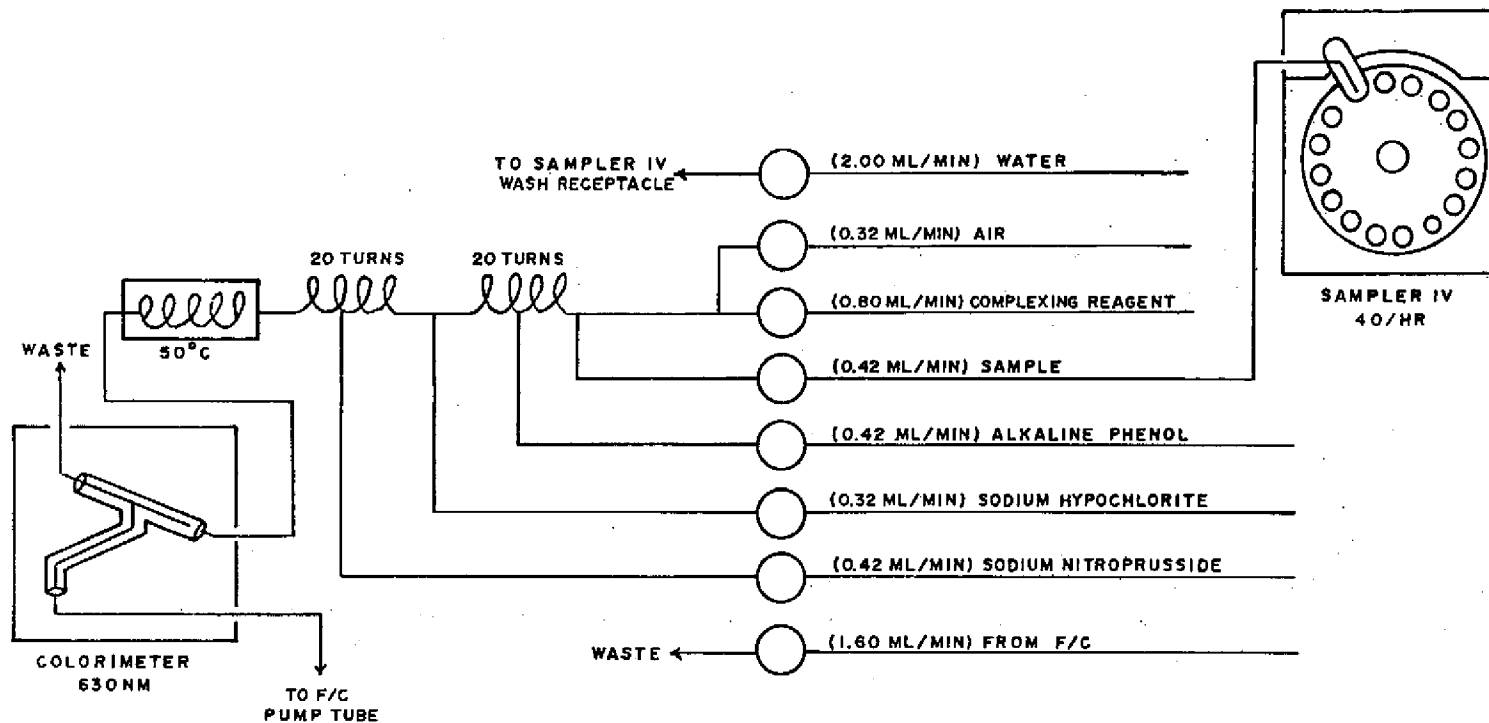 TO SAMPLER IV
WASH RECEPTACLE
(2.00 ML/MIN) WATER
(0.32 ML/MIN) AIR
20 TURNS
20 TURNS
(0.80 ML/MIN) COMPLEXING REAGENT
SAMPLER IV
40/HR
WASTE
50°C
(0.42 ML/MIN) SAMPLE
(0.42 ML/MIN) ALKALINE PHENOL
(0.32 ML/MIN) SODIUM HYPOCHLORITE
(0.42 ML/MIN) SODIUM NITROPRUSSIDE
WASTE
(1.60 ML/MIN) FROM F/C
COLORIMETER
630NM
TO F/C
PUMP TUBE